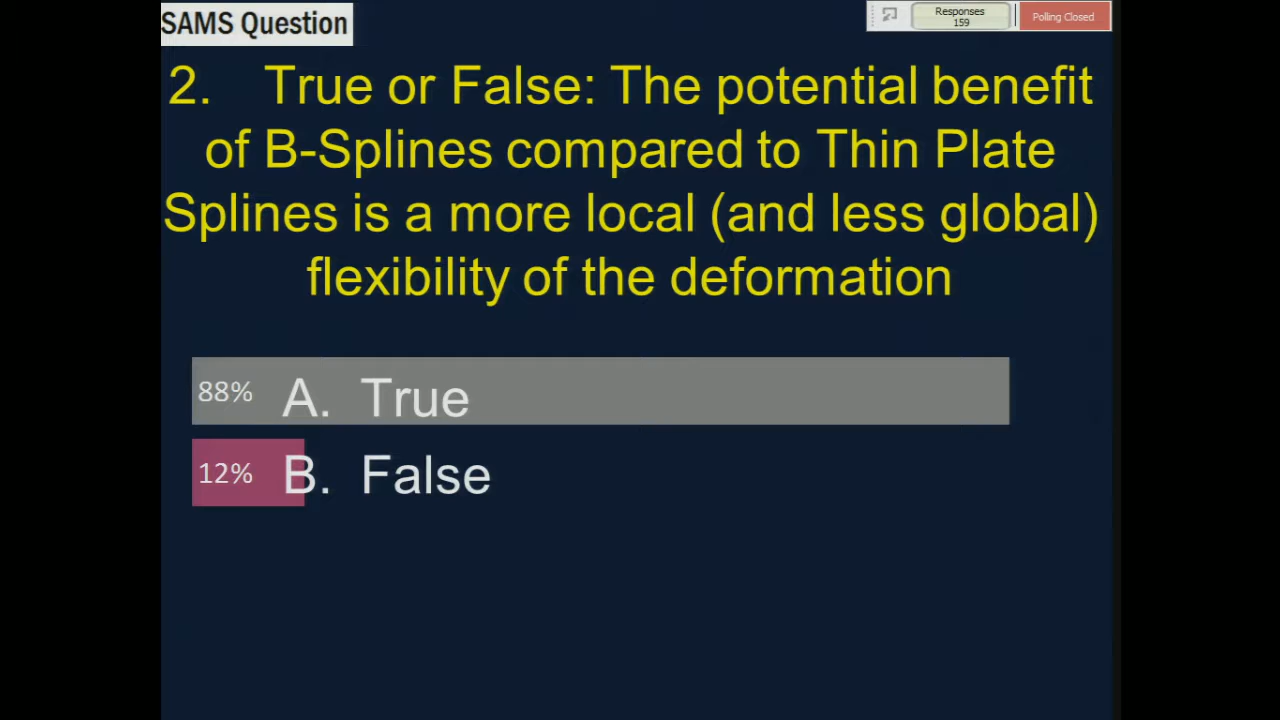 SAMS Question
Responses
159
Polling Closed
2. True or False: The potential benefit
of B-Splines compared to Thin Plate
Splines is a more local (and less global)
flexibility of the deformation
88% A. True
12% B. False